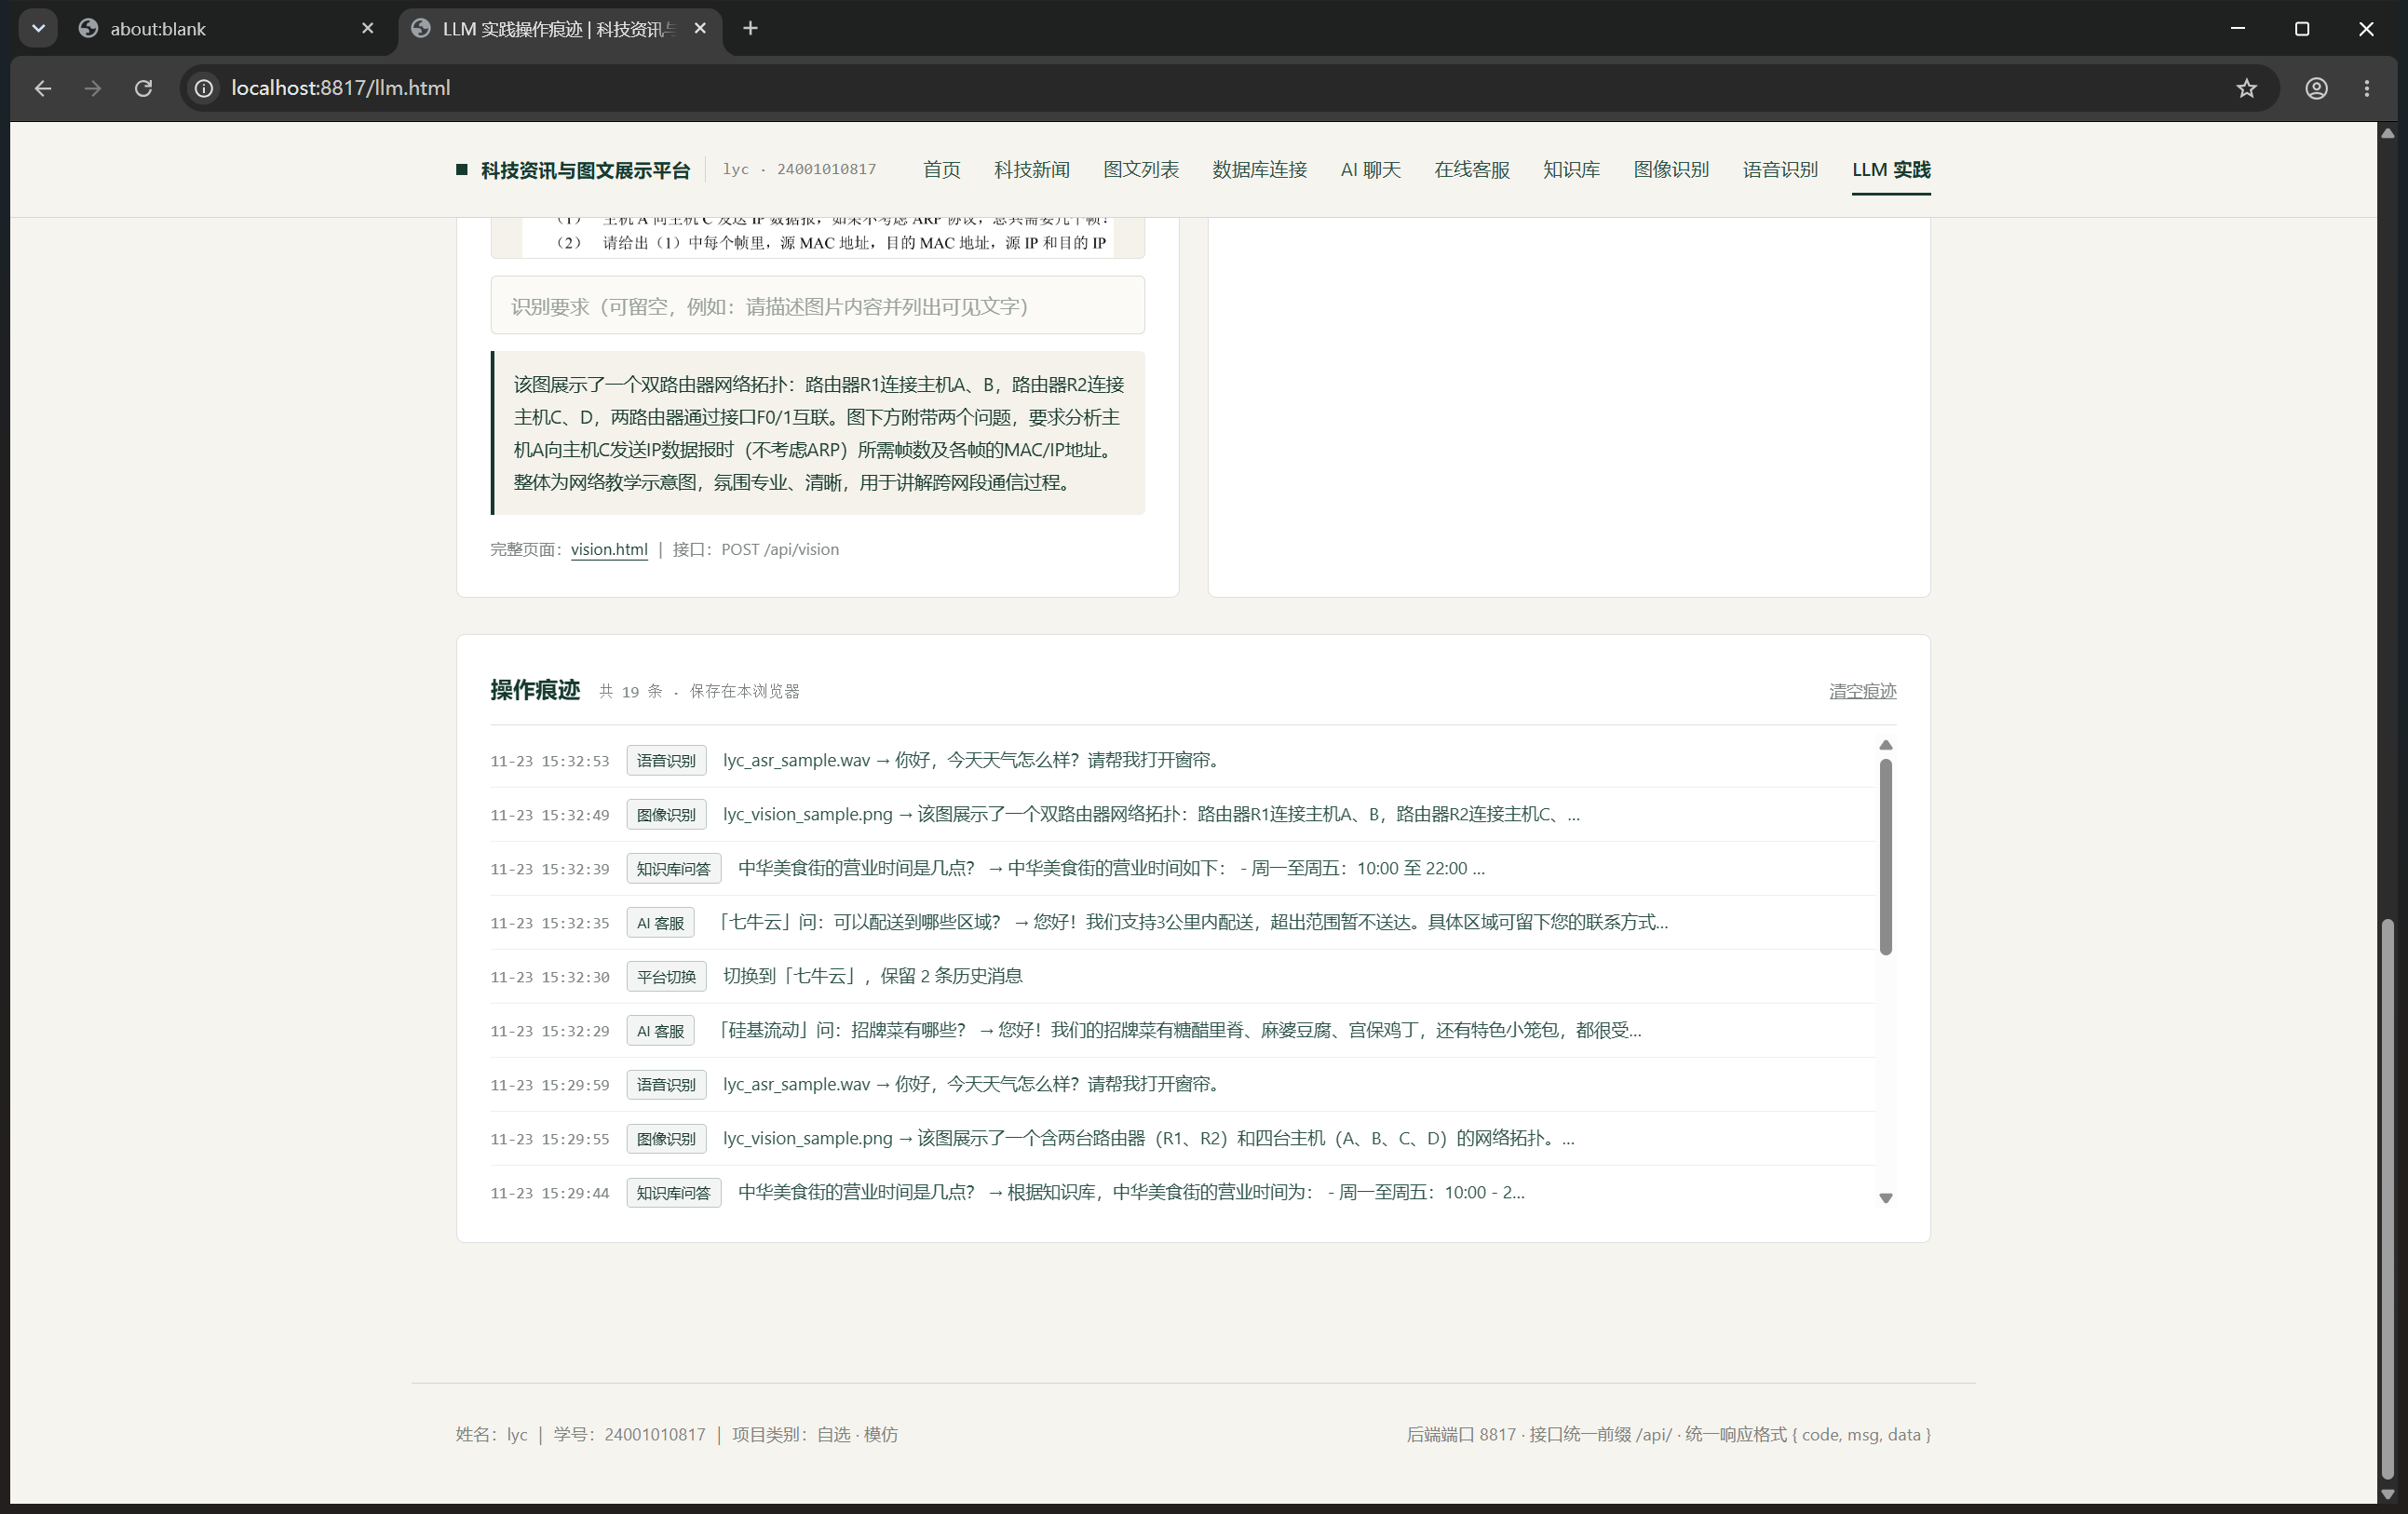 about:blank
LLM 实践操作痕迹 | 科技资讯与
localhost:8817/llm.html
科技资讯与图文展示平台
lyc · 24001010817
首页
科技新闻
图文列表
数据库连接
AI 聊天
在线客服
知识库
图像识别
语音识别
LLM 实践
（1） 主机 A 向主机 C 发送 IP 数据报，如果不考虑 ARP 协议，总共需要几个帧？
（2） 请给出（1）中每个帧里，源 MAC 地址，目的 MAC 地址，源 IP 和目的 IP
识别要求（可留空，例如：请描述图片内容并列出可见文字）
该图展示了一个双路由器网络拓扑：路由器R1连接主机A、B，路由器R2连接
主机C、D，两路由器通过接口F0/1互联。图下方附带两个问题，要求分析主
机A向主机C发送IP数据报时（不考虑ARP）所需帧数及各帧的MAC/IP地址。
整体为网络教学示意图，氛围专业、清晰，用于讲解跨网段通信过程。
完整页面：vision.html | 接口：POST /api/vision
操作痕迹 共 19 条 · 保存在本浏览器
清空痕迹
11-23 15:32:53 语音识别 lyc_asr_sample.wav → 你好，今天天气怎么样？请帮我打开窗帘。
11-23 15:32:49 图像识别 lyc_vision_sample.png → 该图展示了一个双路由器网络拓扑：路由器R1连接主机A、B，路由器R2连接主机C、...
11-23 15:32:39 知识库问答 中华美食街的营业时间是几点？ → 中华美食街的营业时间如下： - 周一至周五：10:00 至 22:00 ...
11-23 15:32:35 AI 客服 「七牛云」问：可以配送到哪些区域？ → 您好！我们支持3公里内配送，超出范围暂不送达。具体区域可留下您的联系方式...
11-23 15:32:30 平台切换 切换到「七牛云」，保留 2 条历史消息
11-23 15:32:29 AI 客服 「硅基流动」问：招牌菜有哪些？ → 您好！我们的招牌菜有糖醋里脊、麻婆豆腐、宫保鸡丁，还有特色小笼包，都很受...
11-23 15:29:59 语音识别 lyc_asr_sample.wav → 你好，今天天气怎么样？请帮我打开窗帘。
11-23 15:29:55 图像识别 lyc_vision_sample.png → 该图展示了一个含两台路由器（R1、R2）和四台主机（A、B、C、D）的网络拓扑。...
11-23 15:29:44 知识库问答 中华美食街的营业时间是几点？ → 根据知识库，中华美食街的营业时间为： - 周一至周五：10:00 - 2...
姓名：lyc | 学号：24001010817 | 项目类别：自选 · 模仿
后端端口 8817 · 接口统一前缀 /api/ · 统一响应格式 { code, msg, data }